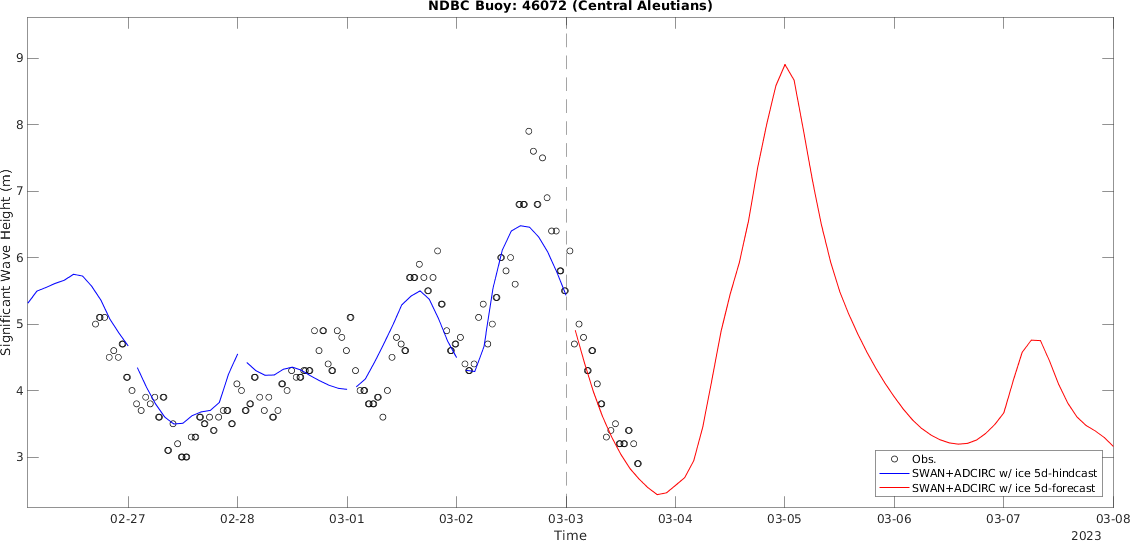 NDBC Buoy: 46072 (Central Aleutians)
Significant Wave Height (m)
9
8
7
6
5
4
3
Obs.
SWAN+ADCIRC w/ ice 5d-hindcast
SWAN+ADCIRC w/ ice 5d-forecast
02-27 02-28 03-01 03-02 03-03 03-04 03-05 03-06 03-07 03-08
Time 2023